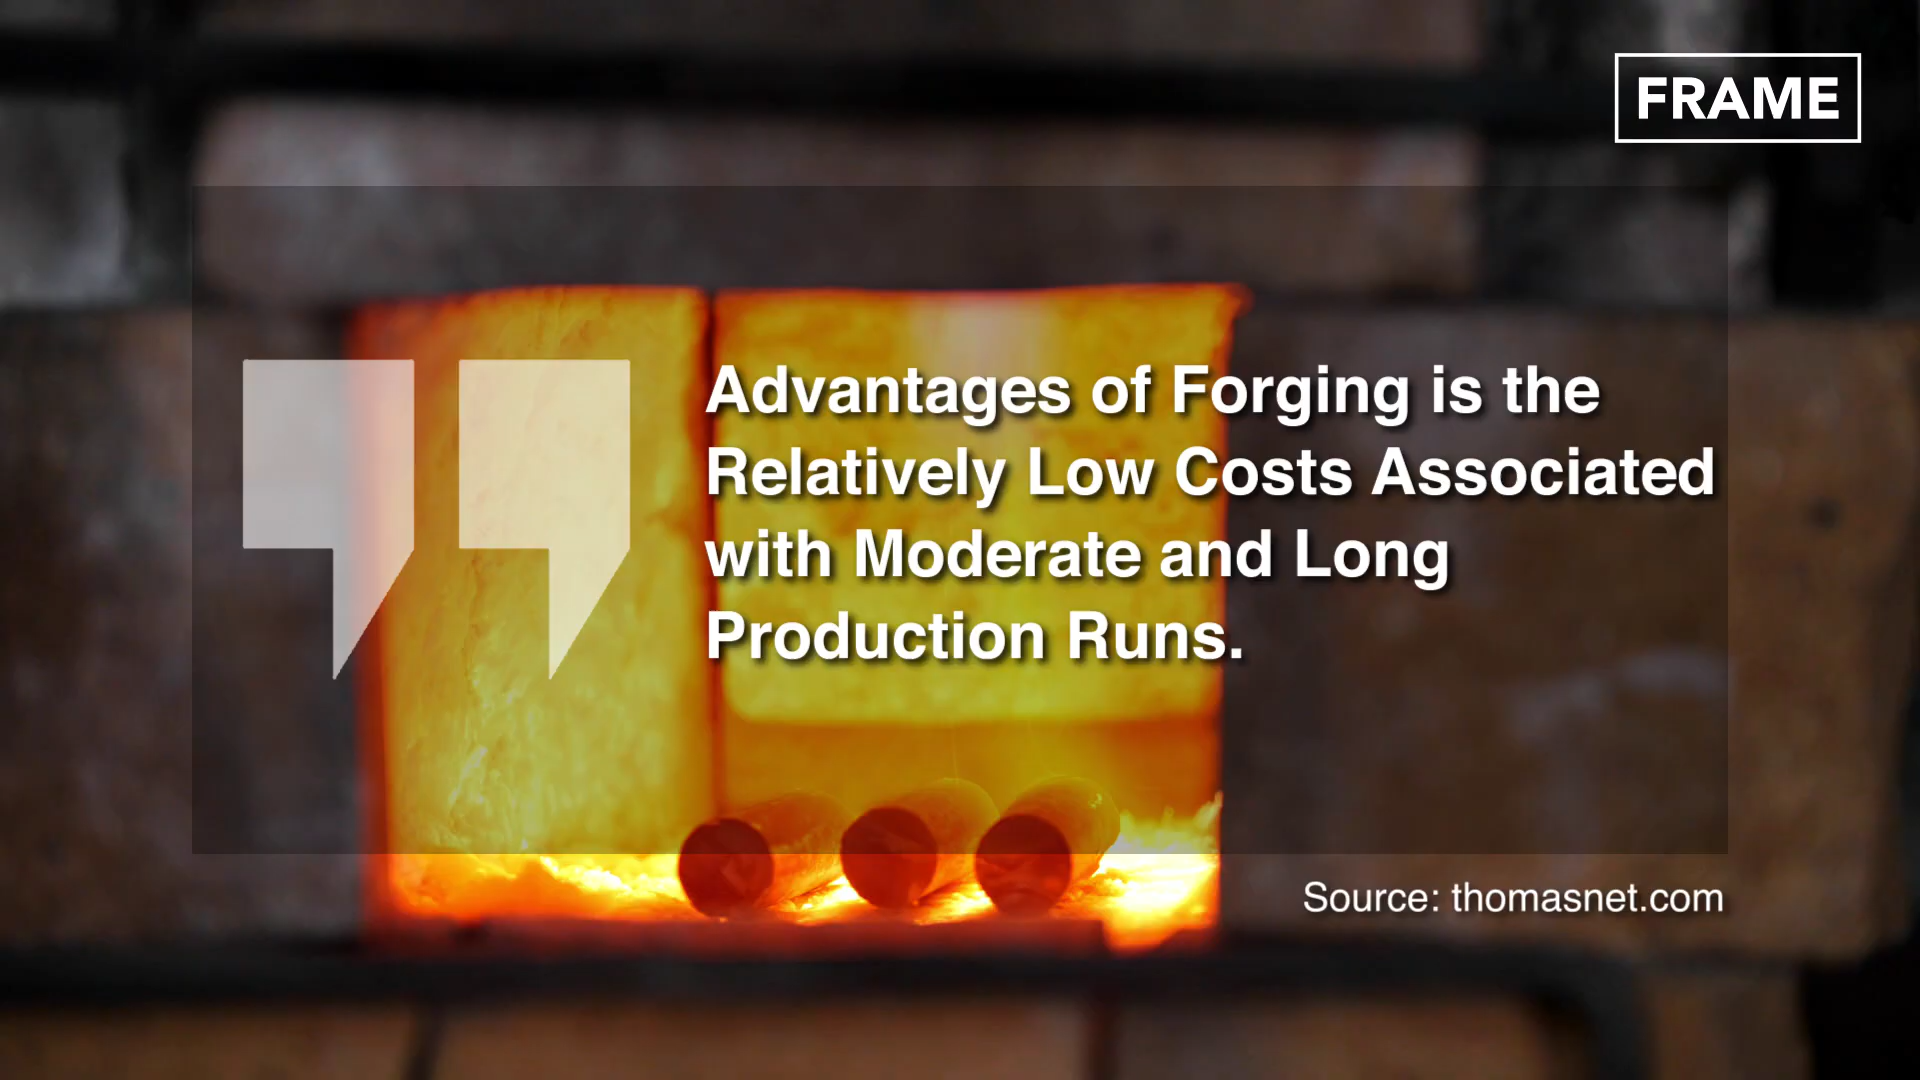 FRAME
Advantages of Forging is the
Relatively Low Costs Associated
with Moderate and Long
Production Runs.
Source: thomasnet.com